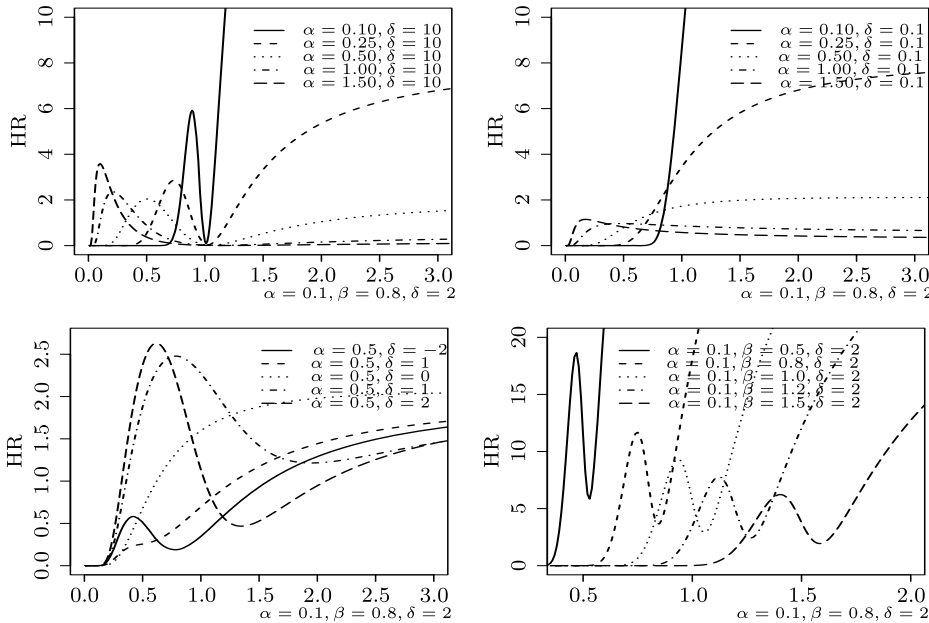 10
8
6
4
2
0
HR
α = 0.10, δ = 10
α = 0.25, δ = 10
α = 0.50, δ = 10
α = 1.00, δ = 10
α = 1.50, δ = 10
0.0 0.5 1.0 1.5 2.0 2.5 3.0
α = 0.1, β = 0.8, δ = 2
10
8
6
4
2
0
HR
α = 0.10, δ = 0.1
α = 0.25, δ = 0.1
α = 0.50, δ = 0.1
α = 1.00, δ = 0.1
α = 1.50, δ = 0.1
0.0 0.5 1.0 1.5 2.0 2.5 3.0
α = 0.1, β = 0.8, δ = 2
2.5
2.0
1.5
1.0
0.5
0.0
HR
α = 0.5, δ = −2
α = 0.5, δ = 1
α = 0.5, δ = 0
α = 0.5, δ = 1
α = 0.5, δ = 2
0.0 0.5 1.0 1.5 2.0 2.5 3.0
α = 0.1, β = 0.8, δ = 2
20
15
10
5
0
HR
α = 0.1, β = 0.5, δ = 2
α = 0.1, β = 0.8, δ = 2
α = 0.1, β = 1.0, δ = 2
α = 0.1, β = 1.2, δ = 2
α = 0.1, β = 1.5, δ = 2
0.5 1.0 1.5 2.0
α = 0.1, β = 0.8, δ = 2